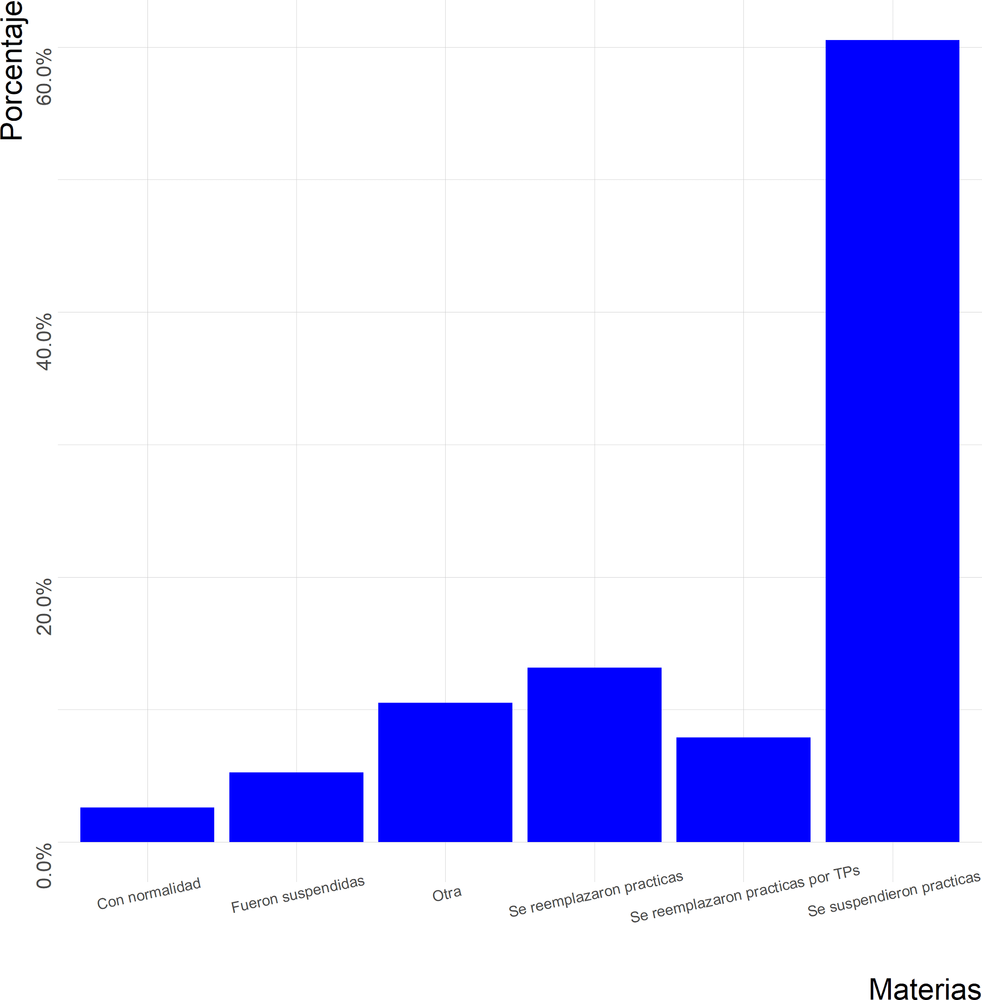 Porcentaje
60.0%
40.0%
20.0%
0.0%
Con normalidad
Fueron suspendidas
Otra
Se reemplazaron practicas
Se reemplazaron practicas por TPs
Se suspendieron practicas
Materias